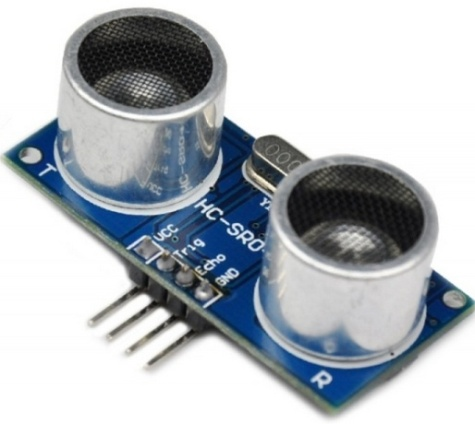 T
HC-SR0
VCC
Trig
Echo
GND
R